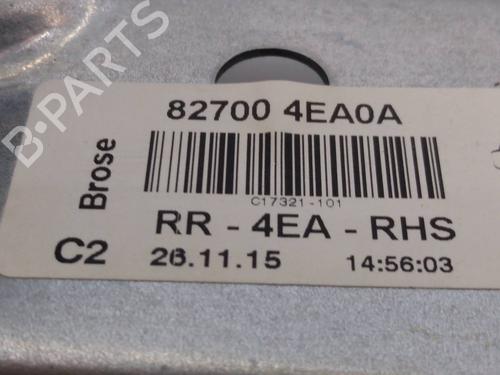 B-PARTS
82700 4EA0A
Brose
C17321-101
RR - 4EA - RHS
C2 26.11.15 14:56:03